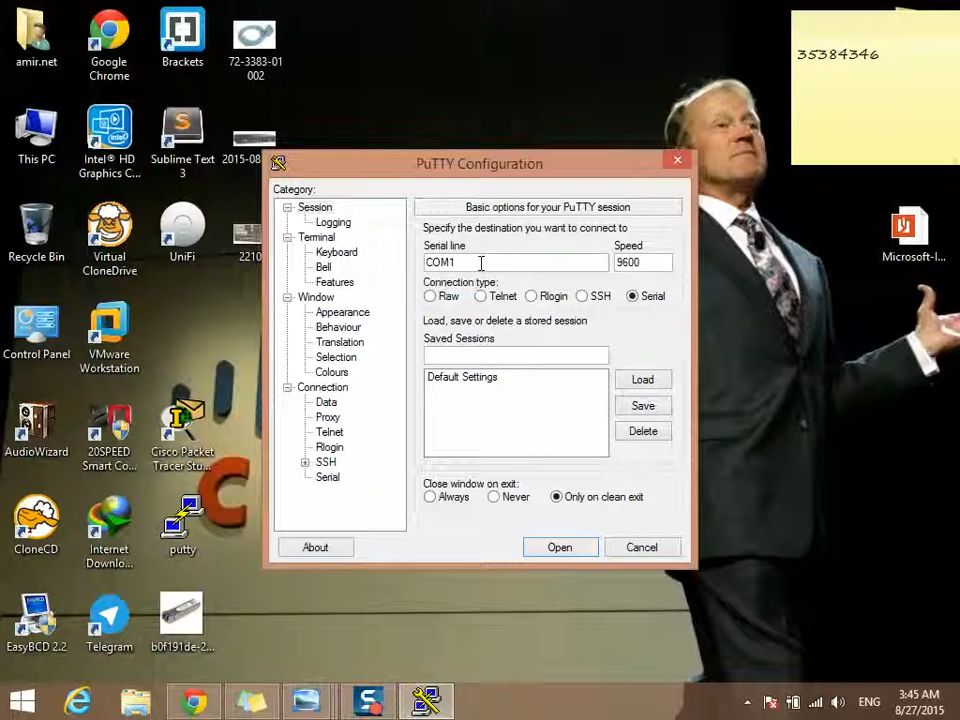 amir.net
Google
Chrome
Brackets
72-3383-01
002
35384346
This PC
Intel® HD
Graphics C...
Sublime Text
3
2015-08
Recycle Bin
Virtual
CloneDrive
UniFi
Microsoft-I...
Control Panel
VMware
Workstation
AudioWizard
20SPEED
Smart Co...
Cisco Packet
Tracer Stu...
CloneCD
Internet
Downlo...
putty
EasyBCD 2.2
Telegram
b0f191de-2...
PuTTY Configuration
Category:
Session
Logging
Terminal
Keyboard
Bell
Features
Window
Appearance
Behaviour
Translation
Selection
Colours
Connection
Data
Proxy
Telnet
Rlogin
SSH
Serial
Basic options for your PuTTY session
Specify the destination you want to connect to
Serial line Speed
COM1 9600
Connection type:
Raw Telnet Rlogin SSH Serial
Load, save or delete a stored session
Saved Sessions
Default Settings
Load
Save
Delete
Close window on exit:
Always Never Only on clean exit
About Open Cancel
ENG
3:45 AM
8/27/2015